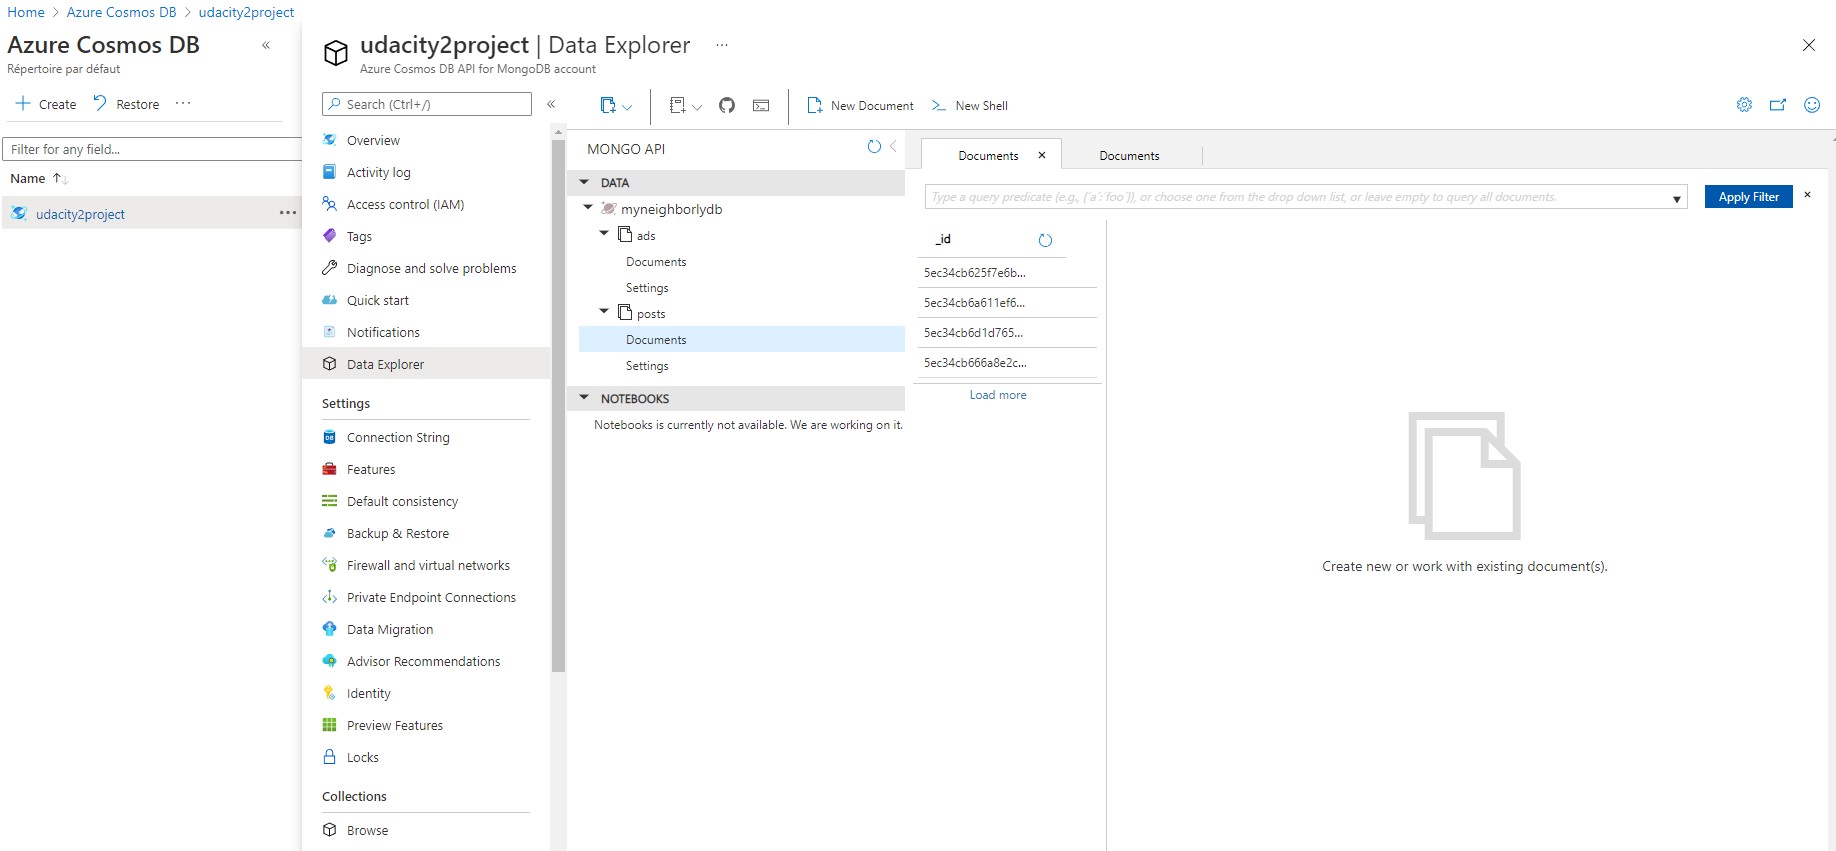 Home > Azure Cosmos DB > udacity2project
Azure Cosmos DB «
Répertoire par défaut
Create Restore ···
Filter for any field...
Name ↑↓
udacity2project ···
udacity2project | Data Explorer ···
Azure Cosmos DB API for MongoDB account
Search (Ctrl+/) «
Overview
Activity log
Access control (IAM)
Tags
Diagnose and solve problems
Quick start
Notifications
Data Explorer
Settings
Connection String
Features
Default consistency
Backup & Restore
Firewall and virtual networks
Private Endpoint Connections
Data Migration
Advisor Recommendations
Identity
Preview Features
Locks
Collections
Browse
New Document New Shell
MONGO API
DATA
myneighborlydb
ads
Documents
Settings
posts
Documents
Settings
NOTEBOOKS
Notebooks is currently not available. We are working on it.
Documents Documents
Type a query predicate (e.g., {´a´:´foo´}), or choose one from the drop down list, or leave empty to query all documents.
Apply Filter
_id
5ec34cb625f7e6b...
5ec34cb6a611ef6...
5ec34cb6d1d765...
5ec34cb666a8e2c...
Load more
Create new or work with existing document(s).